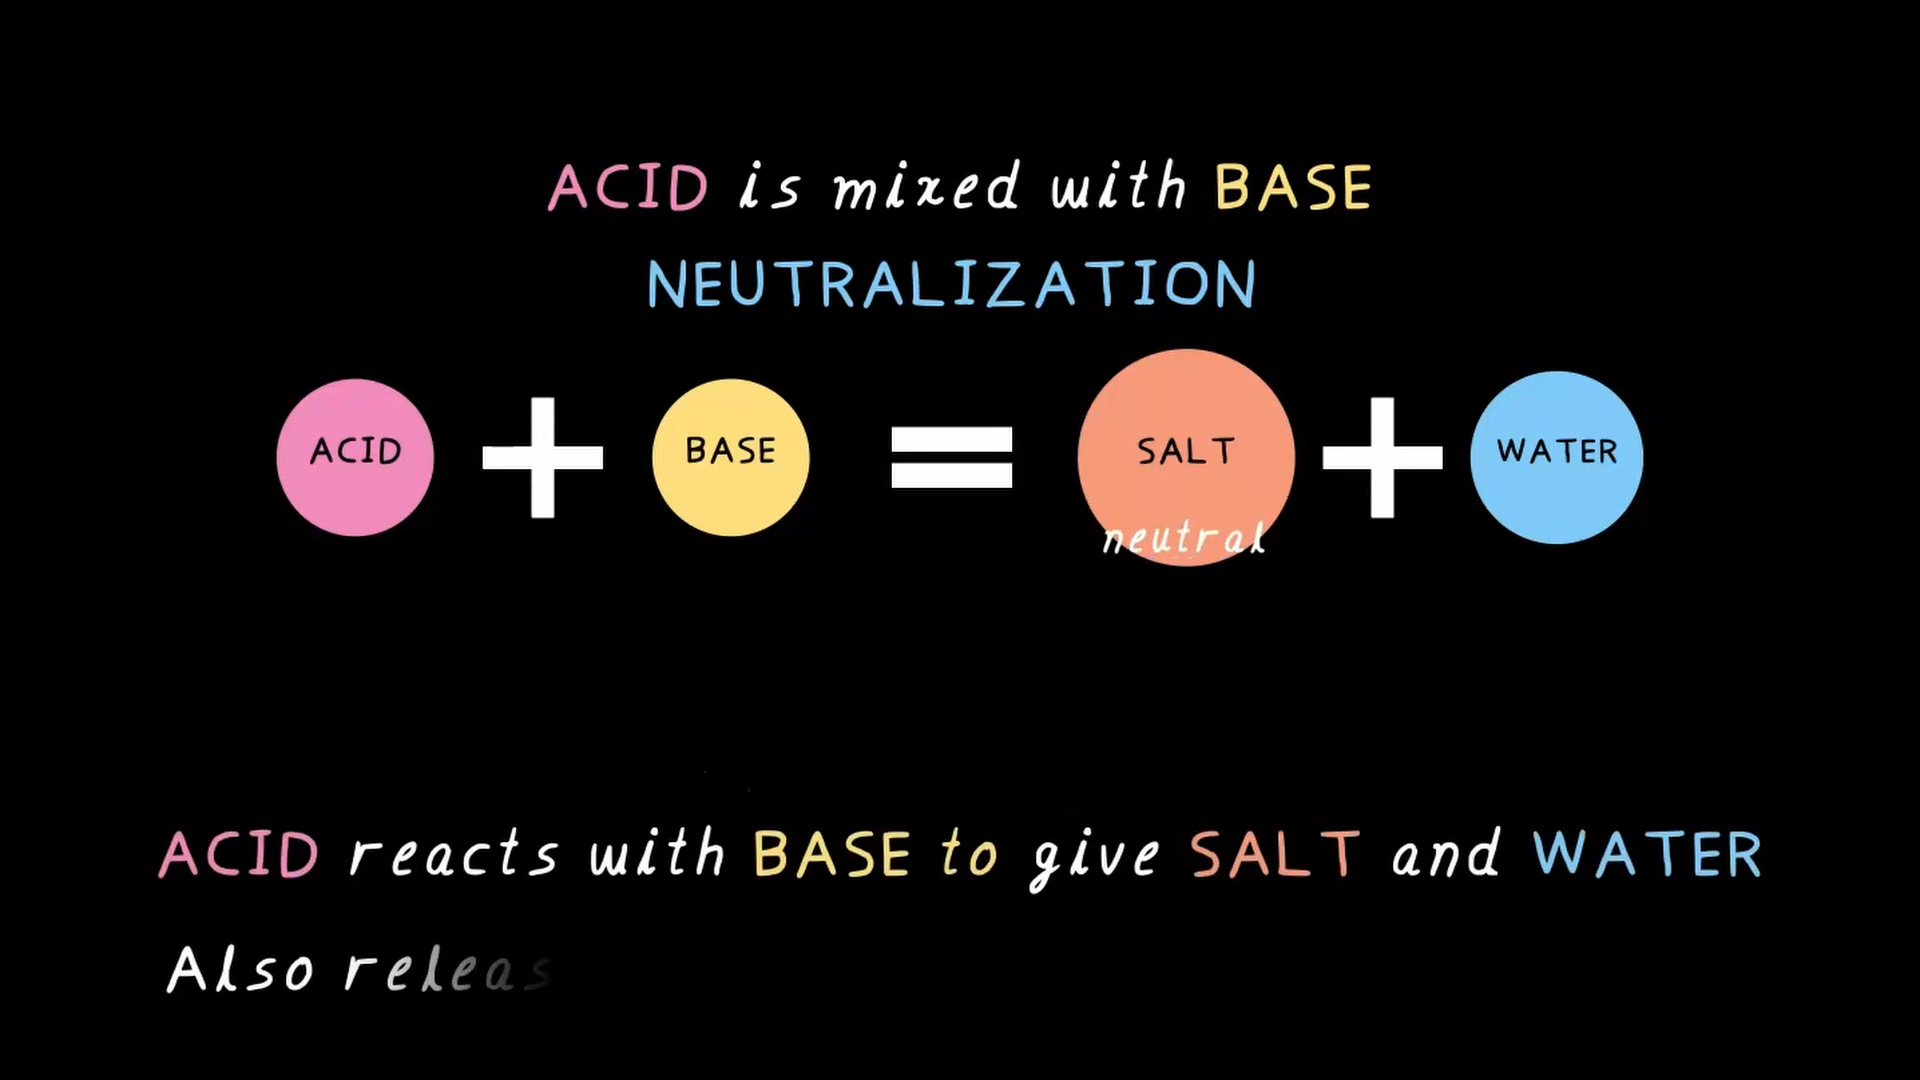 ACID is mixed with BASE
NEUTRALIZATION
ACID + BASE = SALT + WATER
neutral
ACID reacts with BASE to give SALT and WATER
Also releas